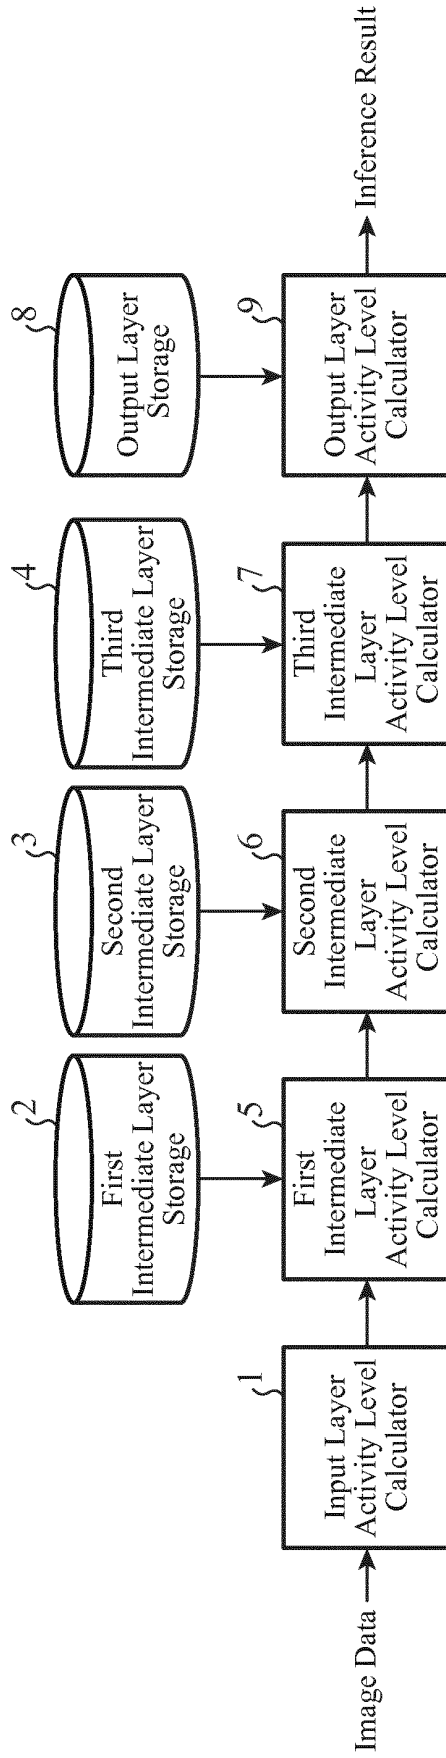 2
First
Intermediate Layer
Storage
3
Second
Intermediate Layer
Storage
4
Third
Intermediate Layer
Storage
8
Output Layer
Storage
Image Data
1
Input Layer
Activity Level
Calculator
5
First
Intermediate
Layer
Activity Level
Calculator
6
Second
Intermediate
Layer
Activity Level
Calculator
7
Third
Intermediate
Layer
Activity Level
Calculator
9
Output Layer
Activity Level
Calculator
Inference Result